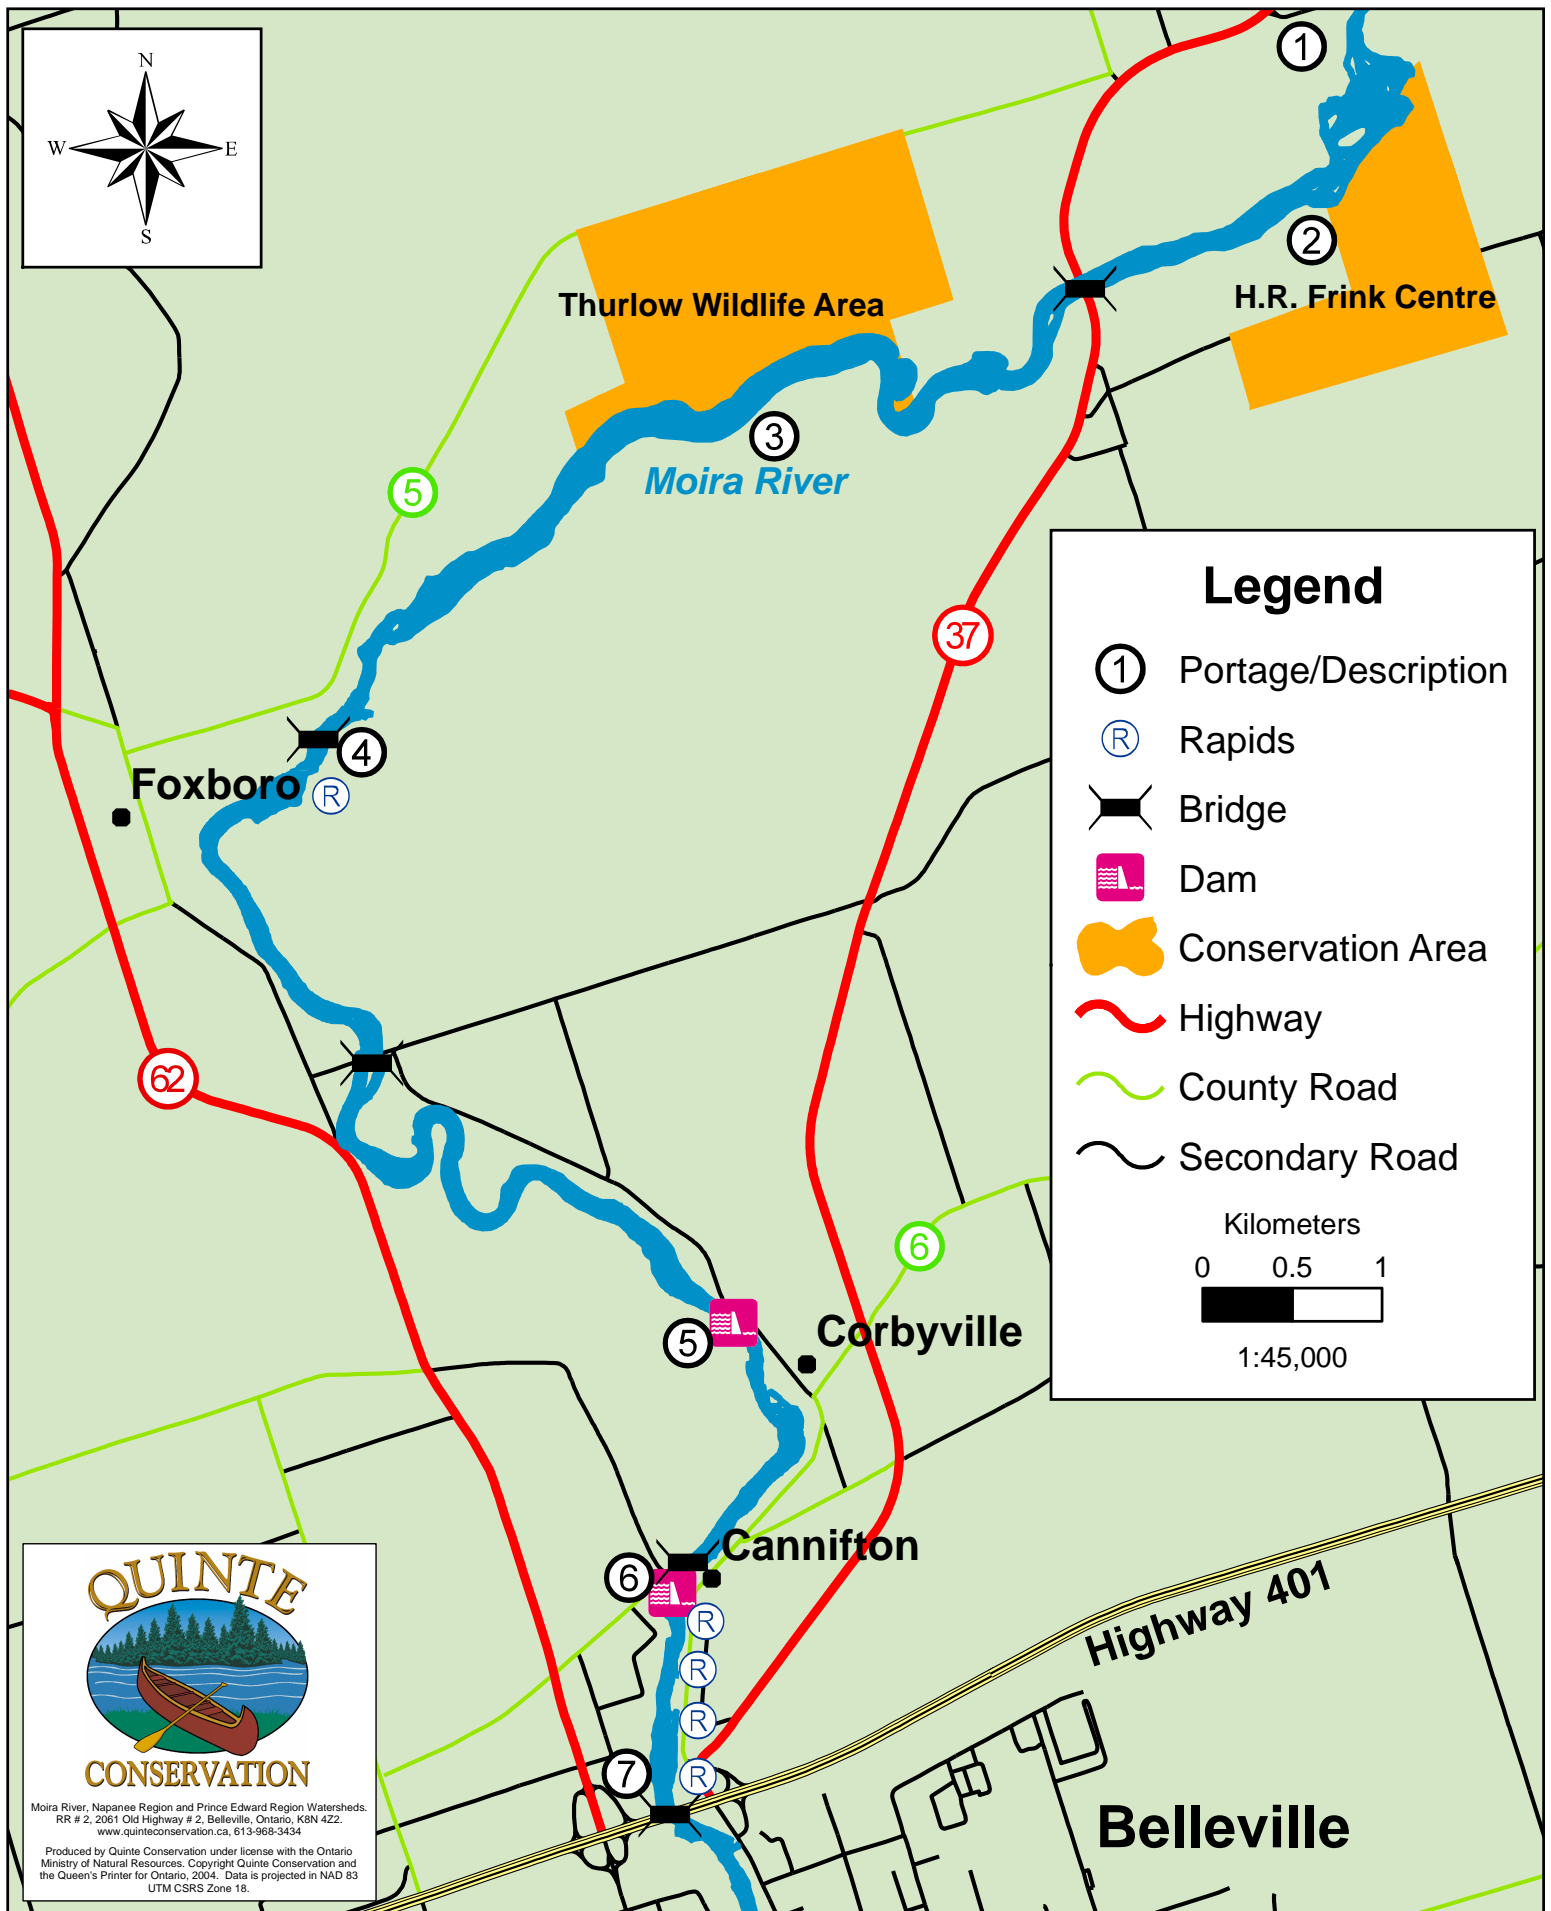 N
W
E
S
1
2
H.R. Frink Centre
Thurlow Wildlife Area
3
Moira River
5
37
4
Foxboro
R
62
6
5
Corbyville
Cannifton
6
R
R
R
R
7
Highway 401
Belleville
Legend
1 Portage/Description
R Rapids
Bridge
Dam
Conservation Area
Highway
County Road
Secondary Road
Kilometers
0 0.5 1
1:45,000
QUINTE
CONSERVATION
Moira River, Napanee Region and Prince Edward Region Watersheds.
RR # 2, 2061 Old Highway # 2, Belleville, Ontario, K8N 4Z2.
www.quinteconservation.ca, 613-968-3434
Produced by Quinte Conservation under license with the Ontario
Ministry of Natural Resources. Copyright Quinte Conservation and
the Queen's Printer for Ontario, 2004. Data is projected in NAD 83
UTM CSRS Zone 18.